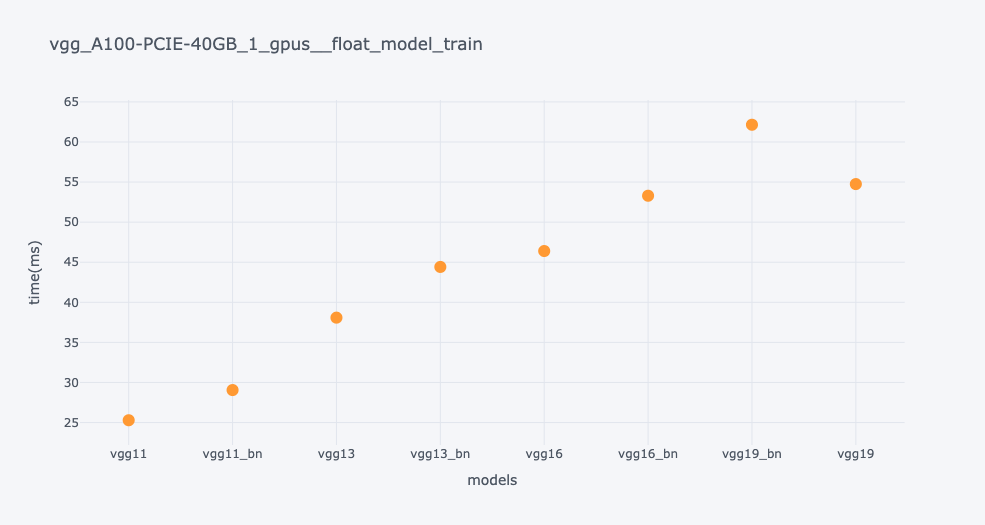 vgg_A100-PCIE-40GB_1_gpus__float_model_train
65
60
55
50
45
40
35
30
25
time(ms)
vgg11 vgg11_bn vgg13 vgg13_bn vgg16 vgg16_bn vgg19_bn vgg19
models